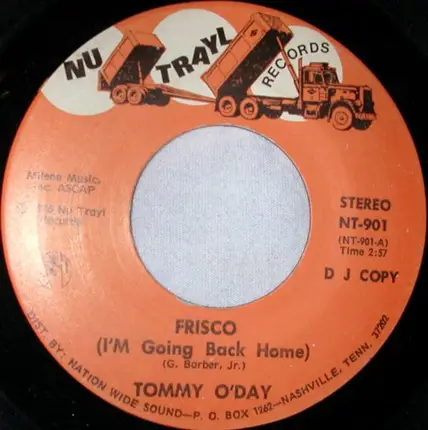 NU TRAYL
RECORDS
Milene Music,
Inc. ASCAP
Nu Trayl
Records
STEREO
NT-901
(NT-901-A)
Time 2:57
D J COPY
FRISCO
(I'M Going Back Home)
(G. Barber, Jr.)
TOMMY O'DAY
DIST BY: NATION WIDE SOUND—P. O. BOX 1262—NASHVILLE, TENN. 37202